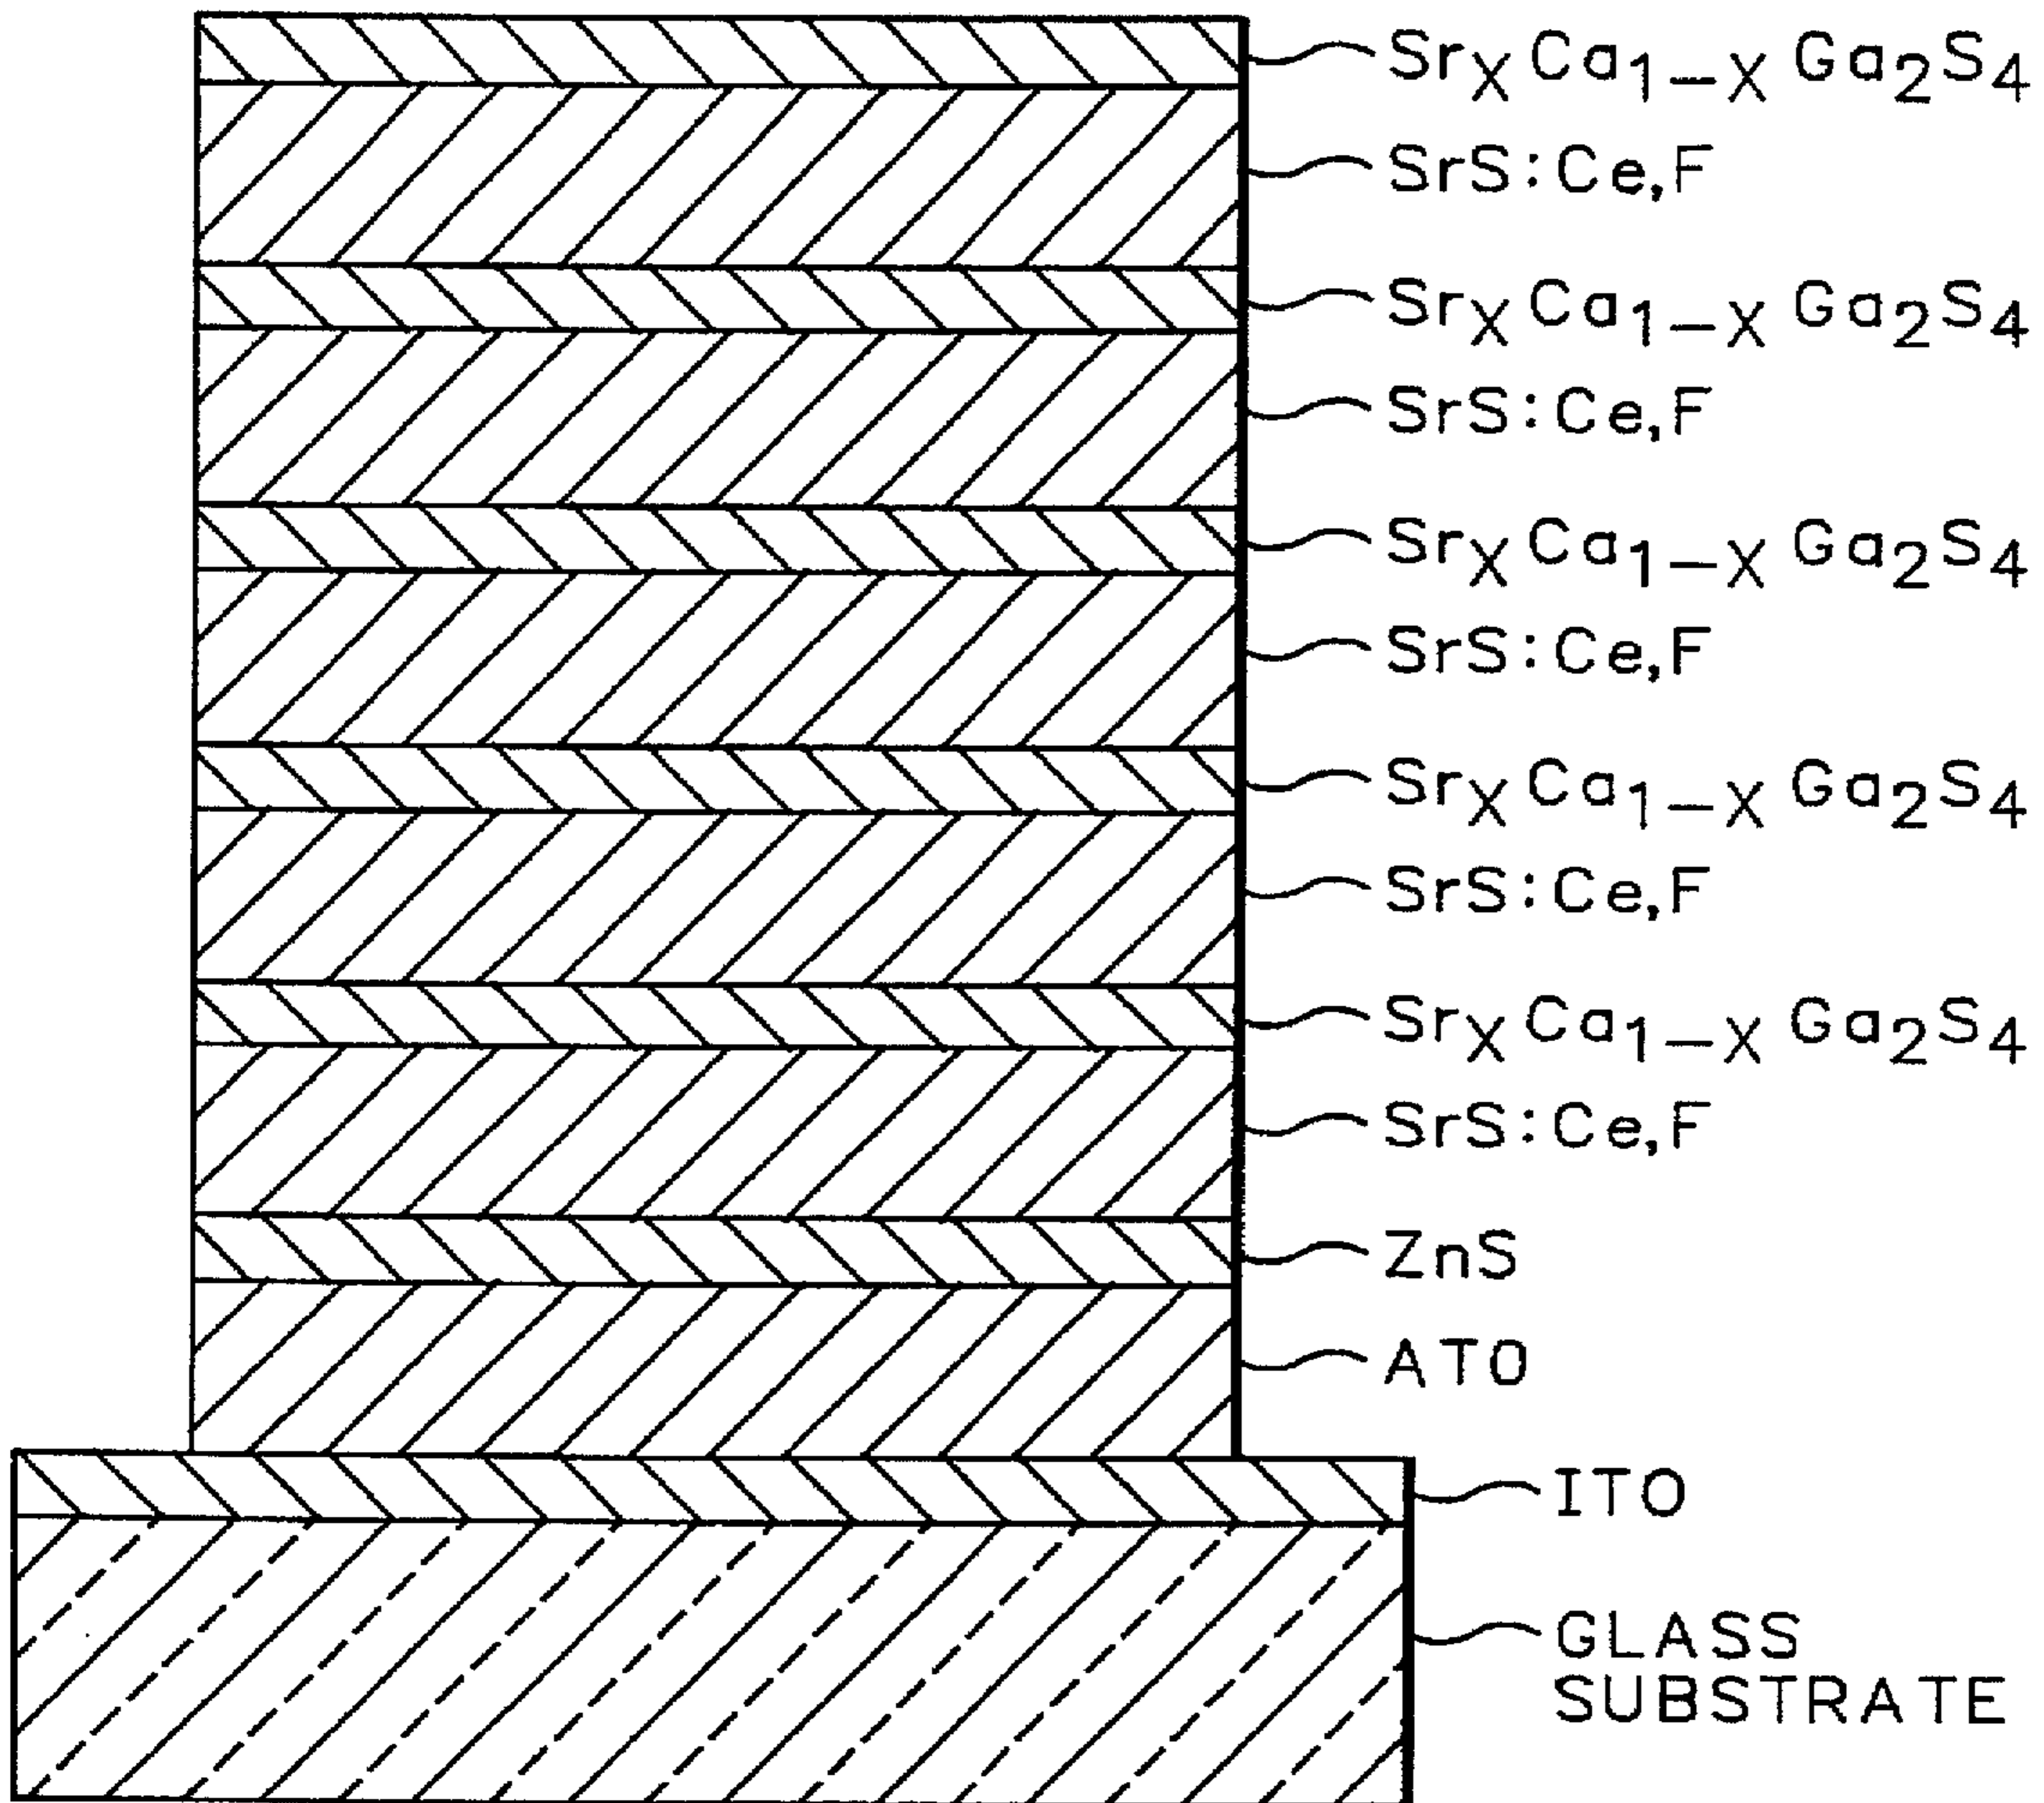 SrXCa1-XGa2S4
SrS:Ce,F
SrXCa1-XGa2S4
SrS:Ce,F
SrXCa1-XGa2S4
SrS:Ce,F
SrXCa1-XGa2S4
SrS:Ce,F
SrXCa1-XGa2S4
SrS:Ce,F
ZnS
ATO
ITO
GLASS
SUBSTRATE